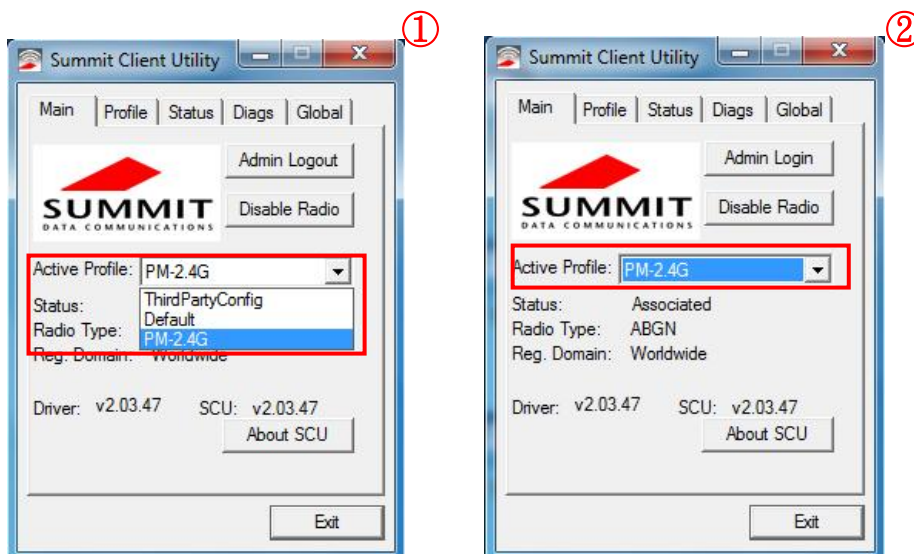 ①
Summit Client Utility
Main Profile Status Diags Global
SUMMIT
DATA COMMUNICATIONS
Admin Logout
Disable Radio
Active Profile: PM-2.4G
ThirdPartyConfig
Default
PM-2.4G
Status:
Radio Type:
Reg. Domain: Worldwide
Driver: v2.03.47 SCU: v2.03.47
About SCU
Exit
②
Summit Client Utility
Main Profile Status Diags Global
SUMMIT
DATA COMMUNICATIONS
Admin Login
Disable Radio
Active Profile: PM-2.4G
Status: Associated
Radio Type: ABGN
Reg. Domain: Worldwide
Driver: v2.03.47 SCU: v2.03.47
About SCU
Exit